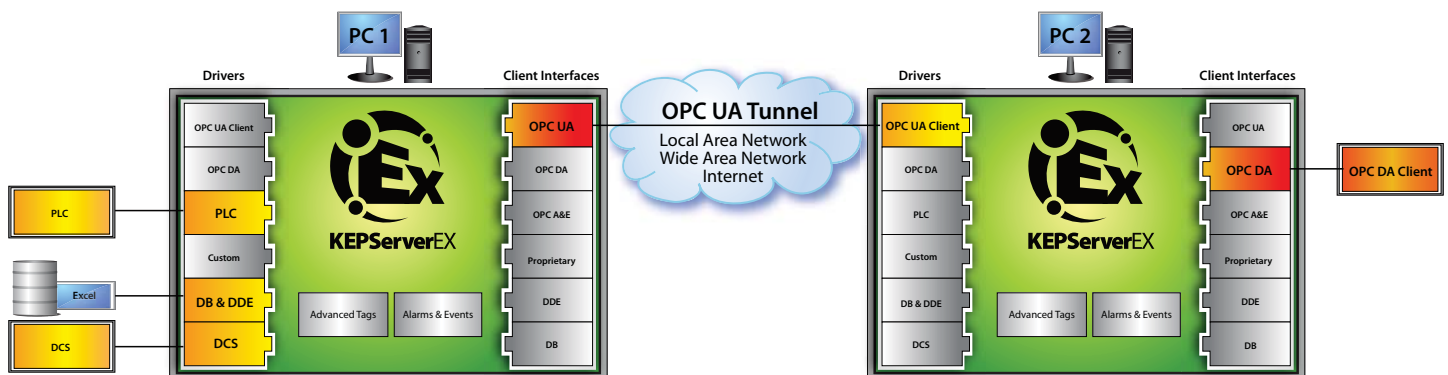 PC 1
Drivers
Client Interfaces
OPC UA Client
OPC DA
PLC
Custom
DB & DDE
DCS
PLC
Excel
DCS
Ex
KEPServerEX
Advanced Tags
Alarms & Events
OPC UA
OPC DA
OPC A&E
Proprietary
DDE
DB
OPC UA Tunnel
Local Area Network
Wide Area Network
Internet
PC 2
Drivers
Client Interfaces
OPC UA Client
OPC DA
PLC
Custom
DB & DDE
DCS
Ex
KEPServerEX
Advanced Tags
Alarms & Events
OPC UA
OPC DA
OPC A&E
Proprietary
DDE
DB
OPC DA Client